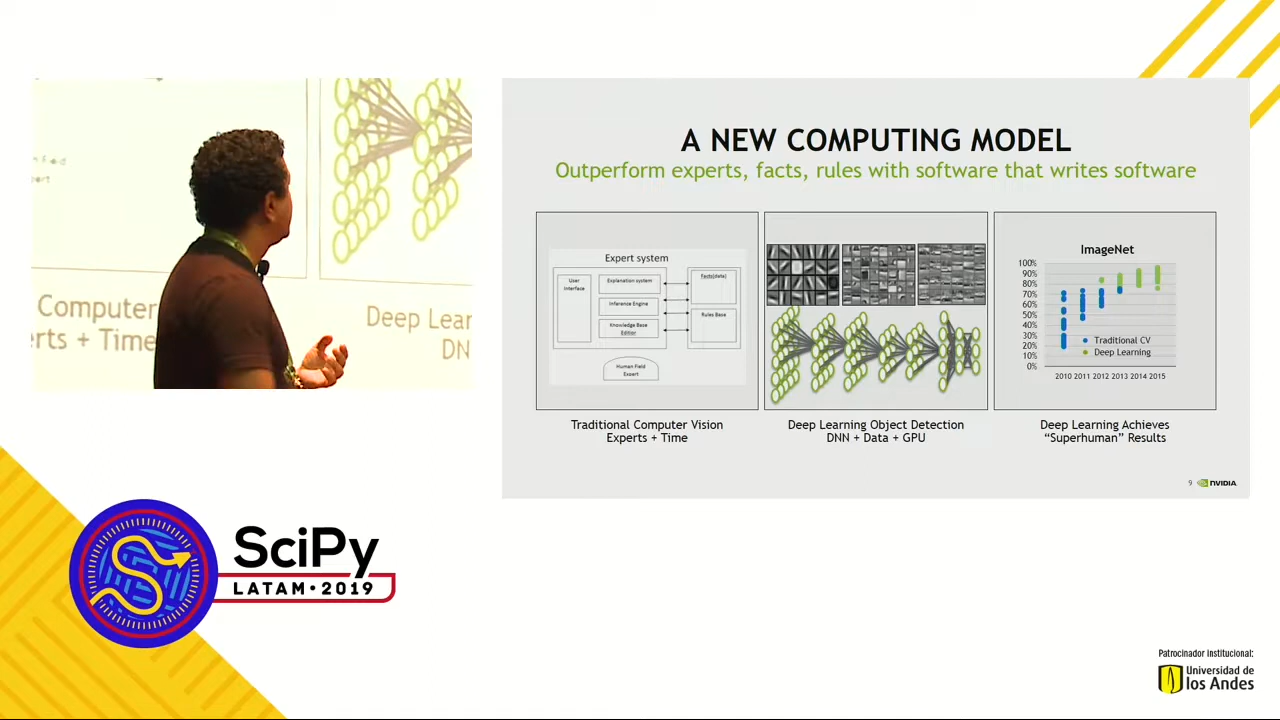 A NEW COMPUTING MODEL
Outperform experts, facts, rules with software that writes software
Expert system
User
Interface
Explanation system
Inference Engine
Knowledge Base
Editor
Facts(data)
Rules Base
Human Field
Expert
Traditional Computer Vision
Experts + Time
Deep Learning Object Detection
DNN + Data + GPU
ImageNet
100%
90%
80%
70%
60%
50%
40%
30%
20%
10%
0%
Traditional CV
Deep Learning
2010 2011 2012 2013 2014 2015
Deep Learning Achieves
“Superhuman” Results
9 NVIDIA
Computer
rts + Time
Deep Lear
DN
SciPy
LATAM•2019
Patrocinador institucional:
Universidad de
los Andes